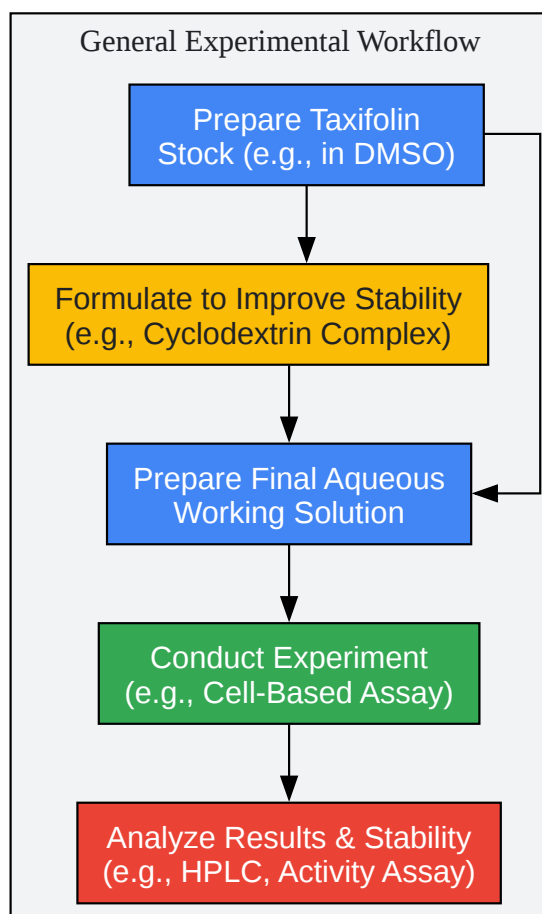 General Experimental Workflow
Prepare Taxifolin
Stock (e.g., in DMSO)
Formulate to Improve Stability
(e.g., Cyclodextrin Complex)
Prepare Final Aqueous
Working Solution
Conduct Experiment
(e.g., Cell-Based Assay)
Analyze Results & Stability
(e.g., HPLC, Activity Assay)